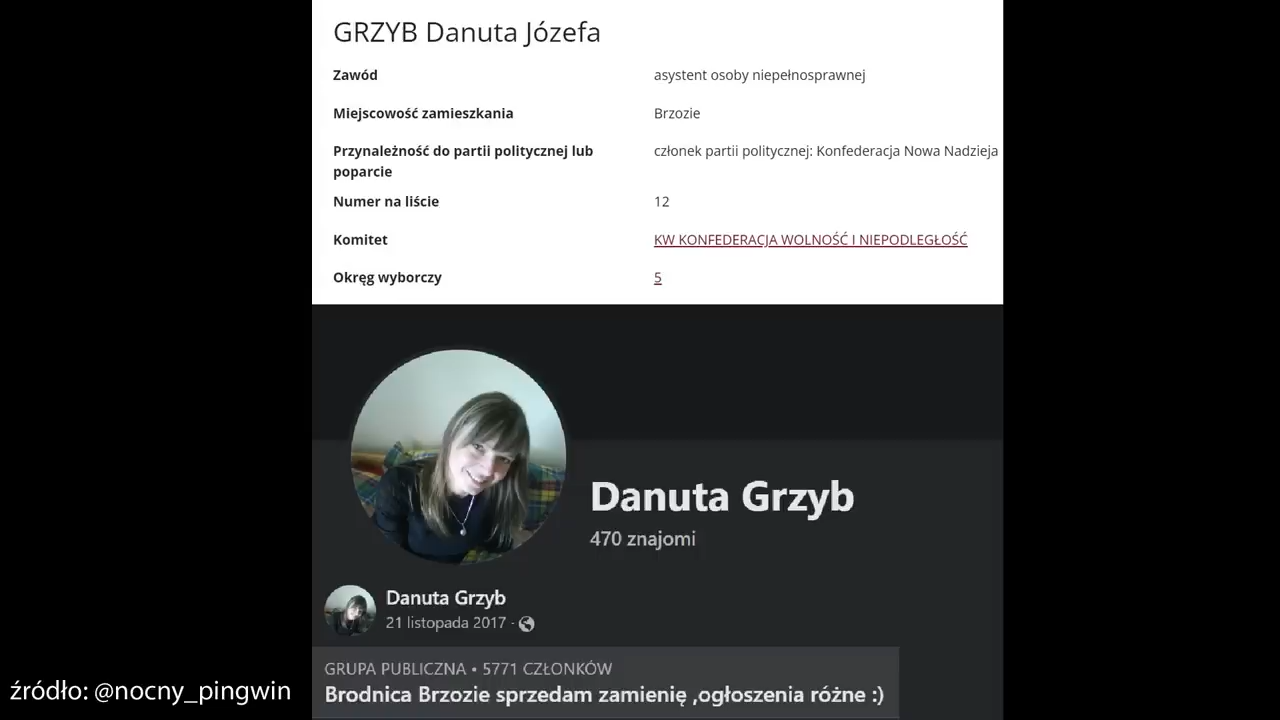 GRZYB Danuta Józefa
Zawód asystent osoby niepełnosprawnej
Miejscowość zamieszkania Brzozie
Przynależność do partii politycznej lub członek partii politycznej: Konfederacja Nowa Nadzieja
poparcie
Numer na liście 12
Komitet KW KONFEDERACJA WOLNOŚĆ I NIEPODLEGŁOŚĆ
Okręg wyborczy 5
Danuta Grzyb
470 znajomi
Danuta Grzyb
21 listopada 2017 ·
GRUPA PUBLICZNA • 5771 CZŁONKÓW
Brodnica Brzozie sprzedam zamienię ,ogłoszenia różne :)
źródło: @nocny_pingwin